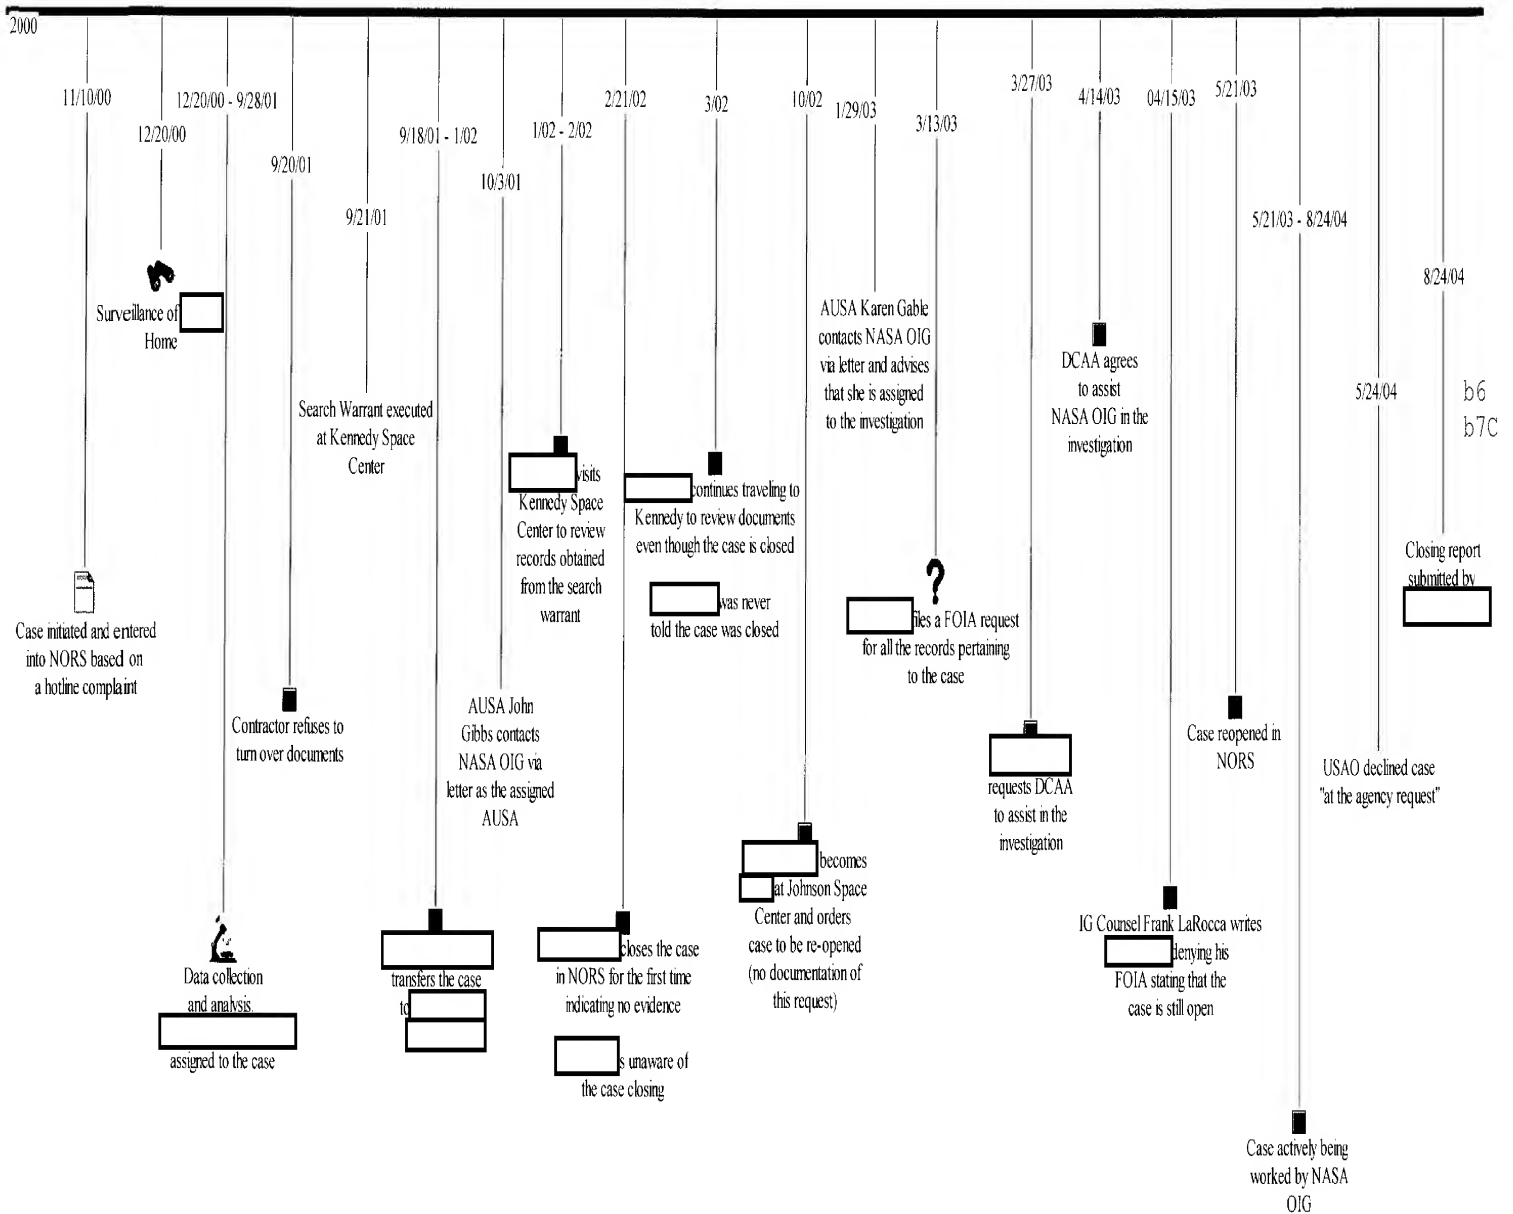 2000
11/10/00
Case initiated and entered
into NORS based on
a hotline complaint
12/20/00
Surveillance of
Home
12/20/00 - 9/28/01
Data collection
and analysis.
assigned to the case
9/20/01
Contractor refuses to
turn over documents
9/21/01
Search Warrant executed
at Kennedy Space
Center
9/18/01 - 1/02
transfers the case
to
10/3/01
AUSA John
Gibbs contacts
NASA OIG via
letter as the assigned
AUSA
1/02 - 2/02
visits
Kennedy Space
Center to review
records obtained
from the search
warrant
2/21/02
closes the case
in NORS for the first time
indicating no evidence
s unaware of
the case closing
3/02
continues traveling to
Kennedy to review documents
even though the case is closed
was never
told the case was closed
10/02
becomes
at Johnson Space
Center and orders
case to be re-opened
(no documentation of
this request)
1/29/03
AUSA Karen Gable
contacts NASA OIG
via letter and advises
that she is assigned
to the investigation
3/13/03
files a FOIA request
for all the records pertaining
to the case
3/27/03
requests DCAA
to assist in the
investigation
4/14/03
DCAA agrees
to assist
NASA OIG in the
investigation
04/15/03
IG Counsel Frank LaRocca writes
denying his
FOIA stating that the
case is still open
5/21/03
Case reopened in
NORS
5/21/03 - 8/24/04
Case actively being
worked by NASA
OIG
5/24/04
USAO declined case
"at the agency request"
8/24/04
Closing report
submitted by
b6
b7C